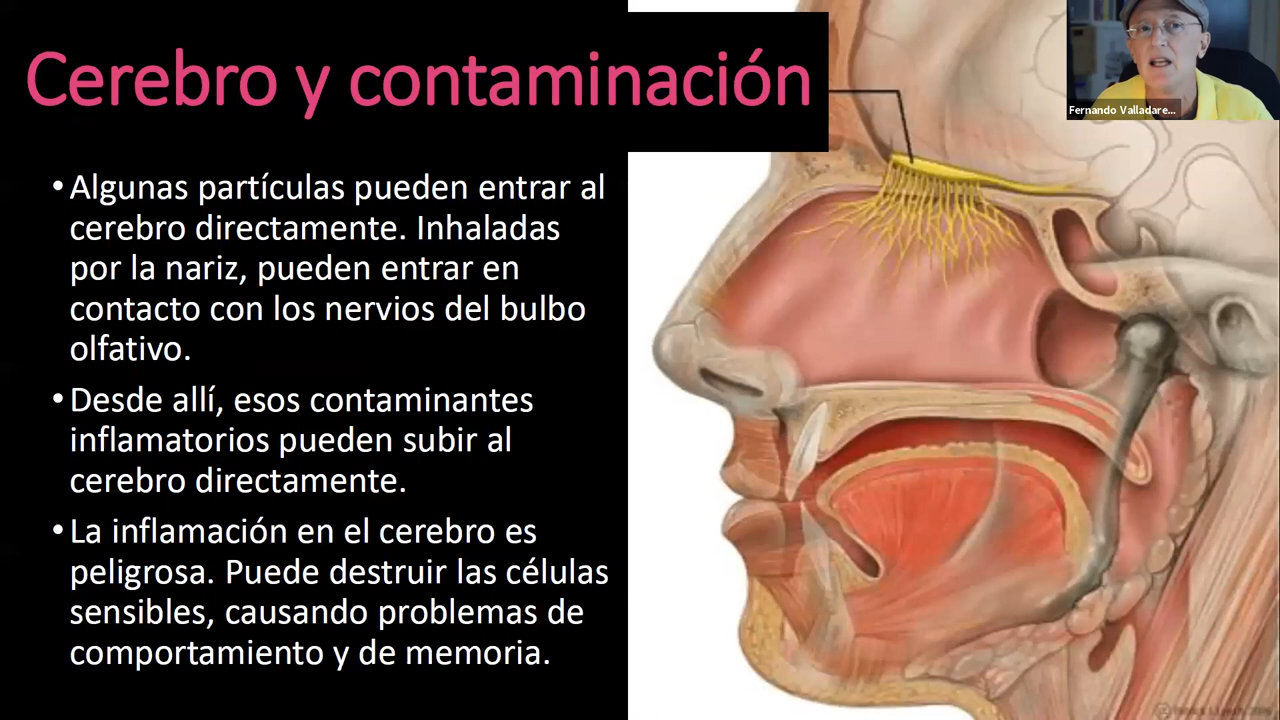 Cerebro y contaminación
Fernando Valladare...
• Algunas partículas pueden entrar al
cerebro directamente. Inhaladas
por la nariz, pueden entrar en
contacto con los nervios del bulbo
olfativo.
• Desde allí, esos contaminantes
inflamatorios pueden subir al
cerebro directamente.
• La inflamación en el cerebro es
peligrosa. Puede destruir las células
sensibles, causando problemas de
comportamiento y de memoria.